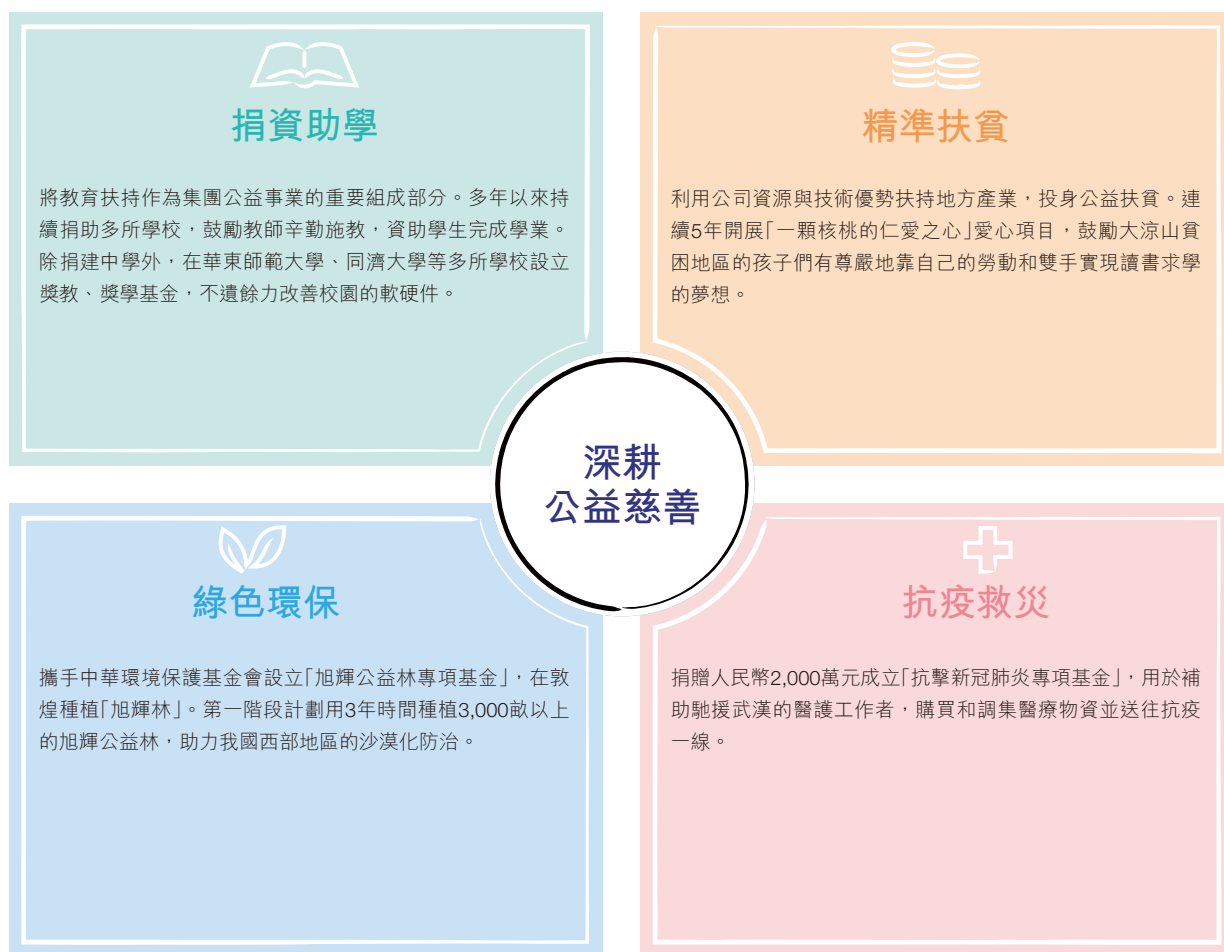 捐資助學
將教育扶持作為集團公益事業的重要組成部分。多年以來持
續捐助多所學校，鼓勵教師辛勤施教，資助學生完成學業。
除捐建中學外，在華東師範大學、同濟大學等多所學校設立
獎教、獎學基金，不遺餘力改善校園的軟硬件。
精準扶貧
利用公司資源與技術優勢扶持地方產業，投身公益扶貧。連
續5年開展「一顆核桃的仁愛之心」愛心項目，鼓勵大涼山貧
困地區的孩子們有尊嚴地靠自己的勞動和雙手實現讀書求學
的夢想。
深耕
公益慈善
綠色環保
攜手中華環境保護基金會設立「旭輝公益林專項基金」，在敦
煌種植「旭輝林」。第一階段計劃用3年時間種植3,000畝以上
的旭輝公益林，助力我國西部地區的沙漠化防治。
抗疫救災
捐贈人民幣2,000萬元成立「抗擊新冠肺炎專項基金」，用於補
助馳援武漢的醫護工作者，購買和調集醫療物資並送往抗疫
一線。